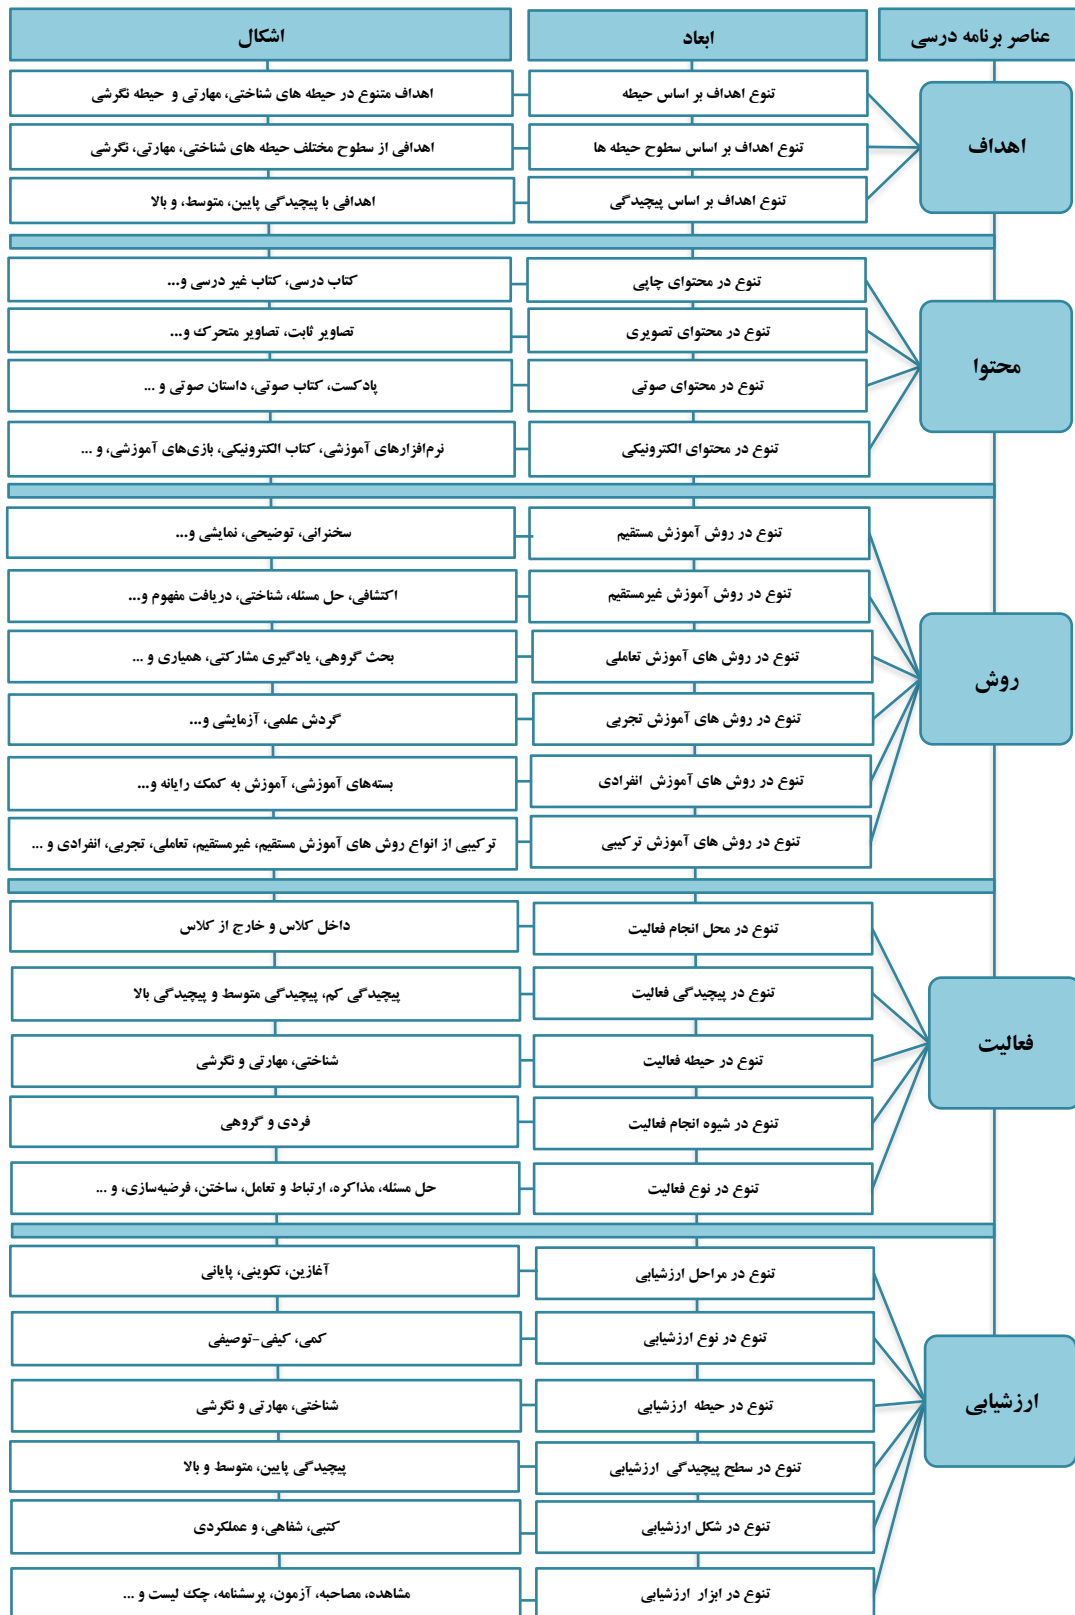 عناصر برنامه درسی
ابعاد
اشکال
اهداف
تنوع اهداف بر اساس حیطه
اهداف متنوع در حیطه های شناختی، مهارتی و حیطه نگرشی
تنوع اهداف بر اساس سطوح حیطه ها
اهدافی از سطوح مختلف حیطه های شناختی، مهارتی، نگرشی
تنوع اهداف بر اساس پیچیدگی
اهدافی با پیچیدگی پایین، متوسط، و بالا
محتوا
تنوع در محتوای چاپی
کتاب درسی، کتاب غیر درسی و...
تنوع در محتوای تصویری
تصاویر ثابت، تصاویر متحرک و...
تنوع در محتوای صوتی
پادکست، کتاب صوتی، داستان صوتی و ...
تنوع در محتوای الکترونیکی
نرم‌افزارهای آموزشی، کتاب الکترونیکی، بازی‌های آموزشی، و ...
روش
تنوع در روش آموزش مستقیم
سخنرانی، توضیحی، نمایشی و...
تنوع در روش آموزش غیرمستقیم
اکتشافی، حل مسئله، شناختی، دریافت مفهوم و...
تنوع در روش های آموزش تعاملی
بحث گروهی، یادگیری مشارکتی، همیاری و ...
تنوع در روش های آموزش تجربی
گردش علمی، آزمایشی و...
تنوع در روش های آموزش انفرادی
بسته‌های آموزشی، آموزش به کمک رایانه و...
تنوع در روش های آموزش ترکیبی
ترکیبی از انواع روش های آموزش مستقیم، غیرمستقیم، تعاملی، تجربی، انفرادی و ...
فعالیت
تنوع در محل انجام فعالیت
داخل کلاس و خارج از کلاس
تنوع در پیچیدگی فعالیت
پیچیدگی کم، پیچیدگی متوسط و پیچیدگی بالا
تنوع در حیطه فعالیت
شناختی، مهارتی و نگرشی
تنوع در شیوه انجام فعالیت
فردی و گروهی
تنوع در نوع فعالیت
حل مسئله، مذاکره، ارتباط و تعامل، ساختن، فرضیه‌سازی، و ...
ارزشیابی
تنوع در مراحل ارزشیابی
آغازین، تکوینی، پایانی
تنوع در نوع ارزشیابی
کمی، کیفی-توصیفی
تنوع در حیطه ارزشیابی
شناختی، مهارتی و نگرشی
تنوع در سطح پیچیدگی ارزشیابی
پیچیدگی پایین، متوسط و بالا
تنوع در شکل ارزشیابی
کتبی، شفاهی، و عملکردی
تنوع در ابزار ارزشیابی
مشاهده، مصاحبه، آزمون، پرسشنامه، چک لیست و ...